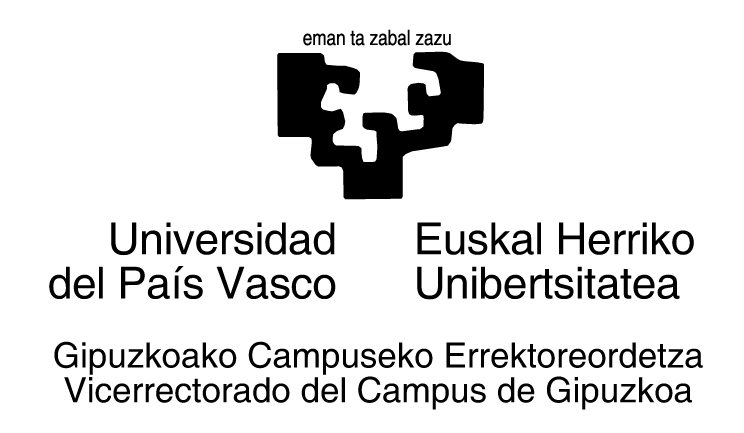 eman ta zabal zazu
Universidad
del País Vasco
Euskal Herriko
Unibertsitatea
Gipuzkoako Campuseko Errektoreordetza
Vicerrectorado del Campus de Gipuzkoa